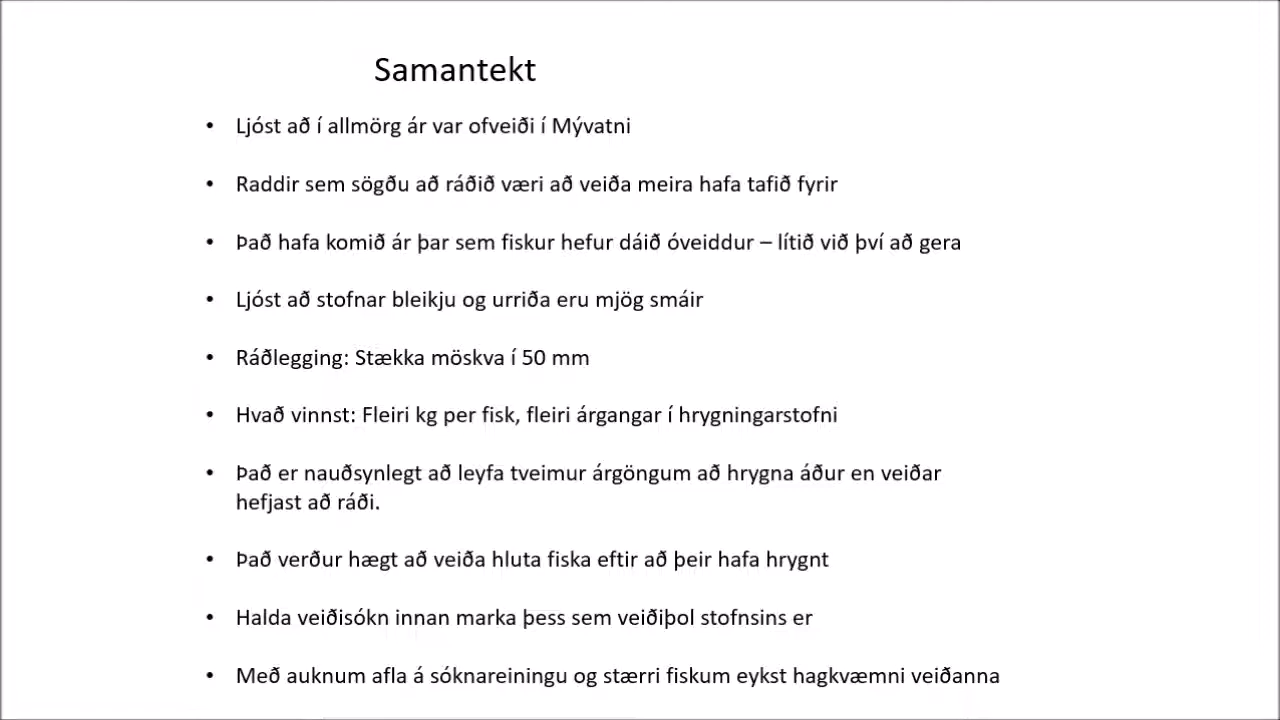 Samantekt
• Ljóst að í allmörg ár var ofveiði í Mývatni
• Raddir sem sögðu að ráðið væri að veiða meira hafa tafið fyrir
• Það hafa komið ár þar sem fiskur hefur dáið óveiddur – lítið við því að gera
• Ljóst að stofnar bleikju og urriða eru mjög smáir
• Ráðlegging: Stækka möskva í 50 mm
• Hvað vinnst: Fleiri kg per fisk, fleiri árgangar í hrygningarstofni
• Það er nauðsynlegt að leyfa tveimur árgöngum að hrygna áður en veiðar
hefjast að ráði.
• Það verður hægt að veiða hluta fiska eftir að þeir hafa hrygnt
• Halda veiðisókn innan marka þess sem veiðiþol stofnsins er
• Með auknum afla á sóknareiningu og stærri fiskum eykst hagkvæmni veiðanna